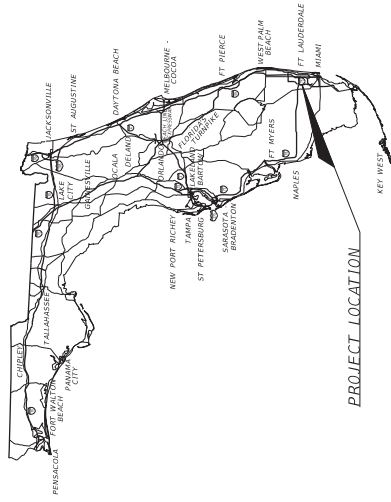 JACKSONVILLE
ST AUGUSTINE
DAYTONA BEACH
MELBOURNE -
COCOA
FT PIERCE
WEST PALM
BEACH
FT LAUDERDALE
MIAMI
KEY WEST
NAPLES
FT MYERS
FLORIDA'S
TURNPIKE
ORLANDO
DELAND
LAKELAND
BARTOW
OCALA
GAINESVILLE
LAKE
CITY
NEW PORT RICHEY
TAMPA
ST PETERSBURG
SARASOTA
BRADENTON
TALLAHASSEE
CHIPLEY
PANAMA
CITY
FORT WALTON
BEACH
PENSACOLA
PROJECT LOCATION